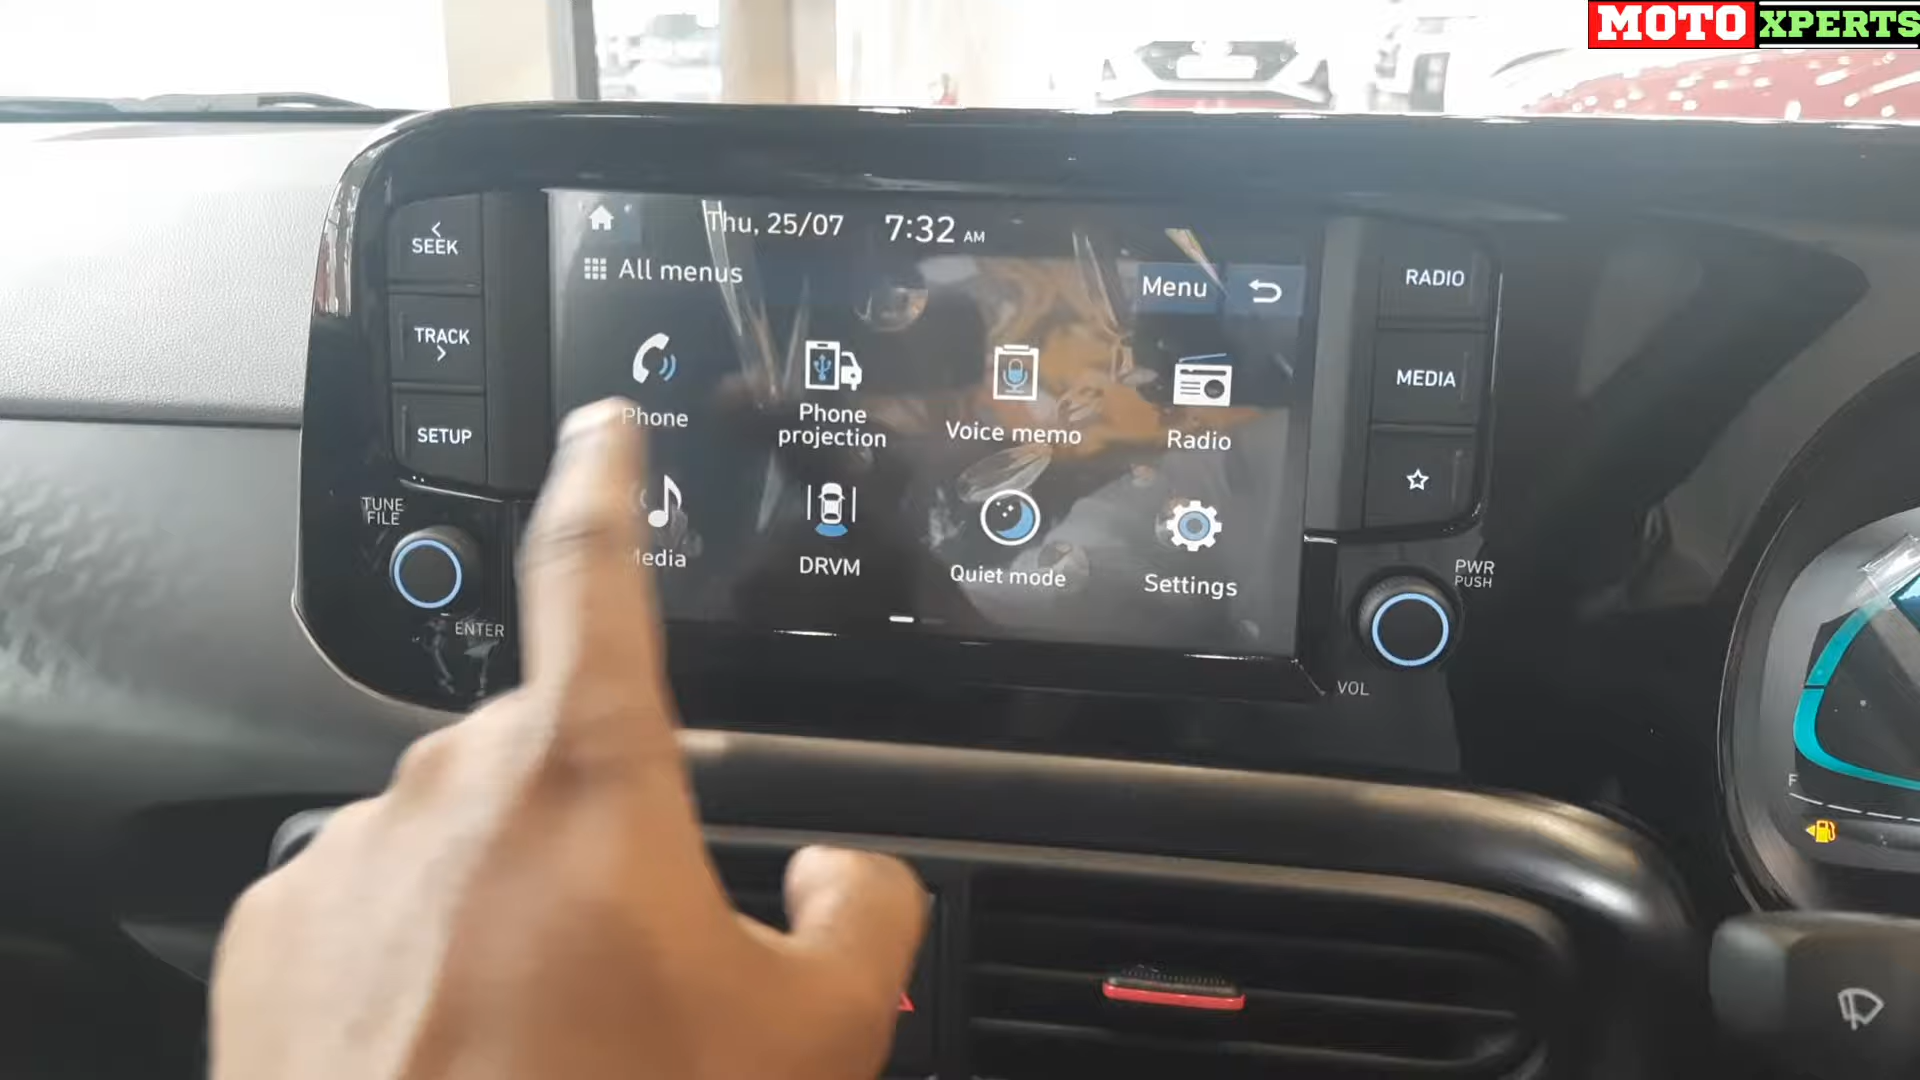 MOTO XPERTS
Thu, 25/07 7:32 AM
All menus
Menu
SEEK
TRACK
SETUP
TUNE
FILE
ENTER
Phone
Phone
projection
Voice memo
Radio
Media
DRVM
Quiet mode
Settings
RADIO
MEDIA
PWR
PUSH
VOL
F